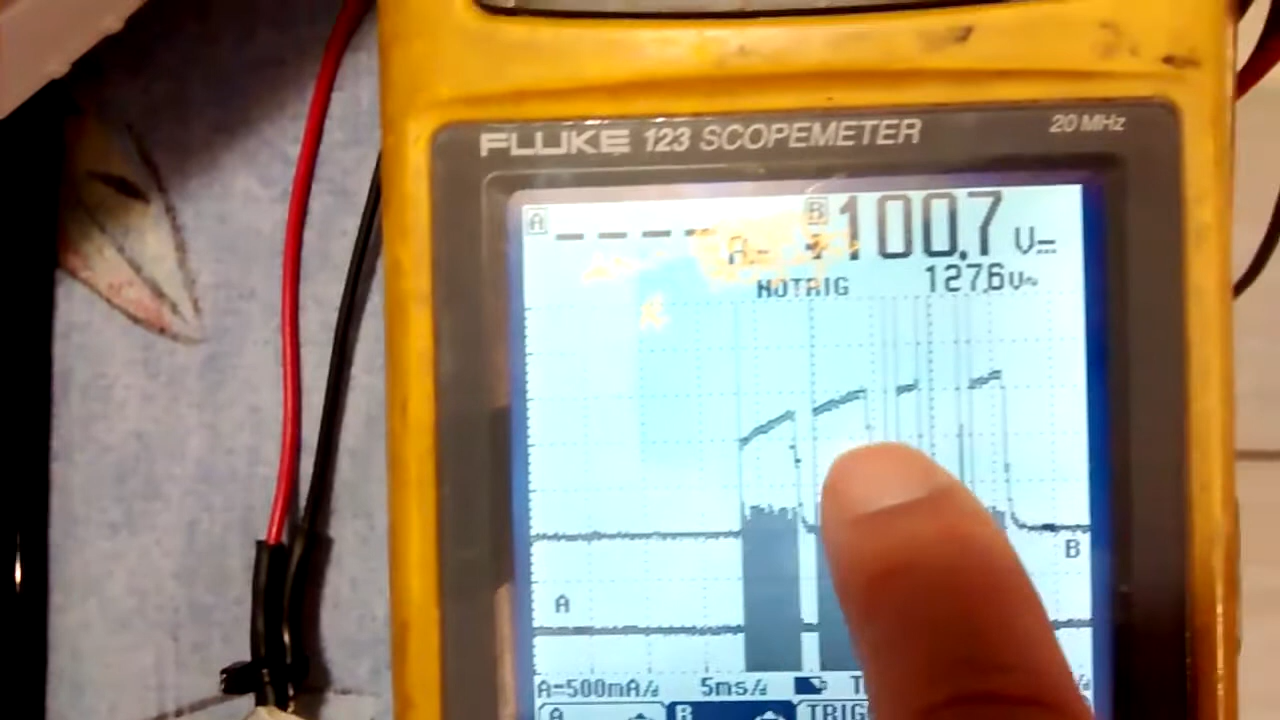 FLUKE 123 SCOPEMETER 20 MHz
A B 100.7 V
NOTRIG 127.6 V~
B
A
A=500mA/d 5ms/d
A B TRIG